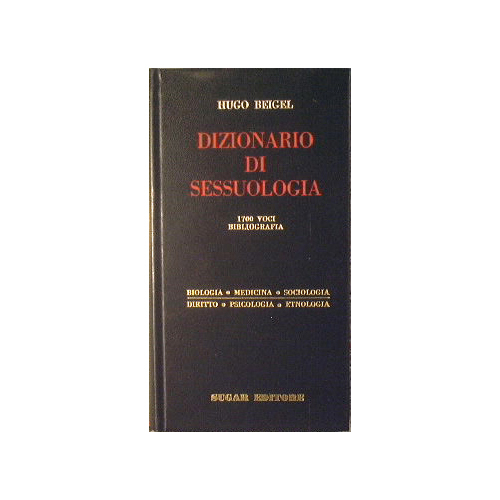 HUGO BEIGEL
DIZIONARIO
DI
SESSUOLOGIA
1700 VOCI
BIBLIOGRAFIA
BIOLOGIA • MEDICINA • SOCIOLOGIA
DIRITTO • PSICOLOGIA • ETNOLOGIA
SUGAR EDITORE